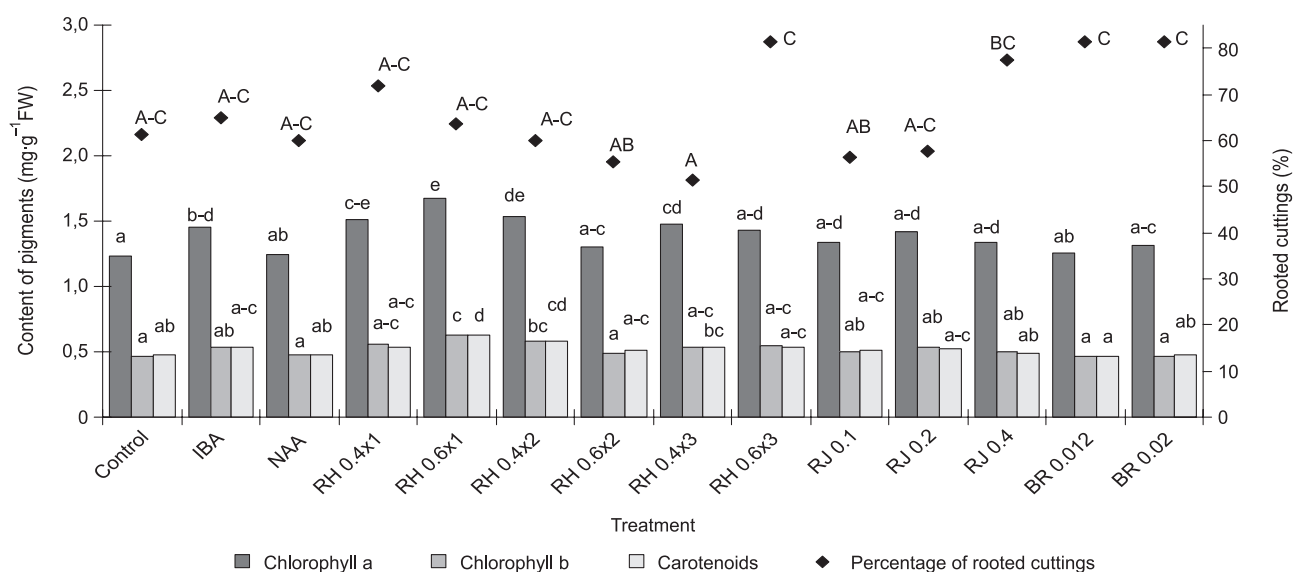 3,0
2,5
2,0
1,5
1,0
0,5
0
Content of pigments (mg·g⁻¹FW)
80
70
60
50
40
30
20
10
0
Rooted cuttings (%)
A-C
A-C
A-C
A-C
A-C
A-C
AB
A
C
AB
A-C
BC
C
C
a
b-d
ab
c-e
e
de
a-c
cd
a-d
a-d
a-d
a-d
ab
a-c
a ab
ab a-c
a ab
a-c a-c
c d
bc cd
a a-c
a-c bc
a-c a-c
ab a-c
ab a-c
ab ab
a a
a ab
Control
IBA
NAA
RH 0.4x1
RH 0.6x1
RH 0.4x2
RH 0.6x2
RH 0.4x3
RH 0.6x3
RJ 0.1
RJ 0.2
RJ 0.4
BR 0.012
BR 0.02
Treatment
Chlorophyll a Chlorophyll b Carotenoids Percentage of rooted cuttings